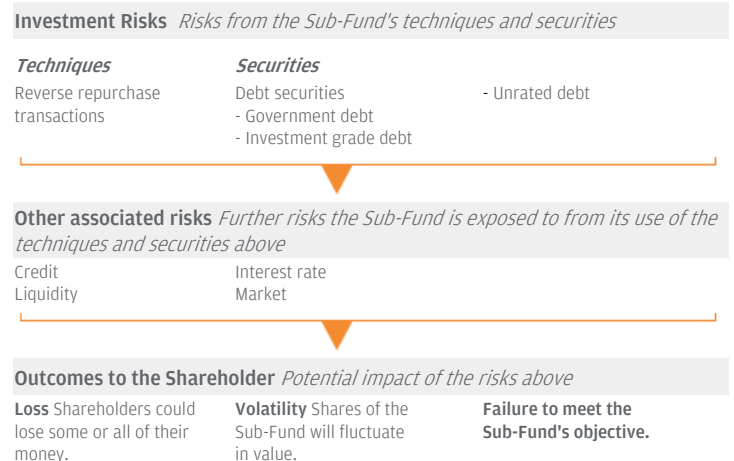 Investment Risks Risks from the Sub-Fund's techniques and securities
Techniques
Reverse repurchase
transactions
Securities
Debt securities
- Government debt
- Investment grade debt
- Unrated debt
Other associated risks Further risks the Sub-Fund is exposed to from its use of the
techniques and securities above
Credit
Liquidity
Interest rate
Market
Outcomes to the Shareholder Potential impact of the risks above
Loss Shareholders could
lose some or all of their
money.
Volatility Shares of the
Sub-Fund will fluctuate
in value.
Failure to meet the
Sub-Fund's objective.